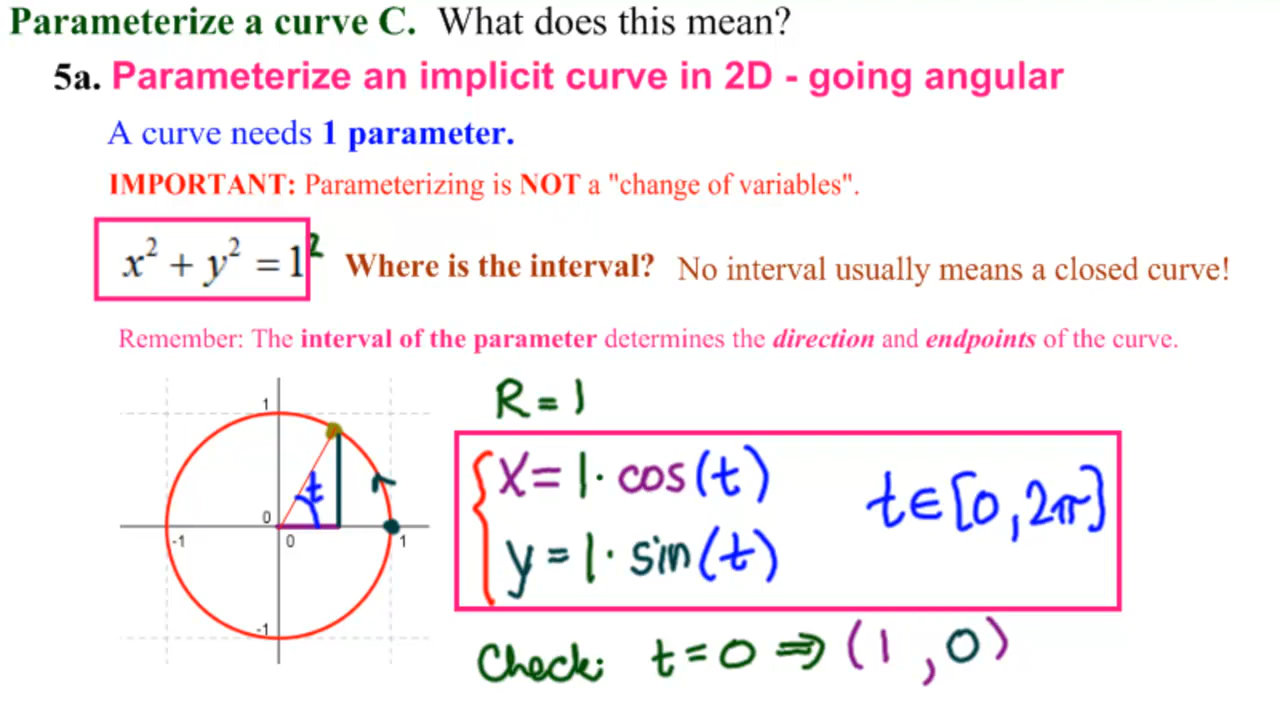 Parameterize a curve C. What does this mean?
5a. Parameterize an implicit curve in 2D - going angular
A curve needs 1 parameter.
IMPORTANT: Parameterizing is NOT a "change of variables".
x² + y² = 1² Where is the interval? No interval usually means a closed curve!
Remember: The interval of the parameter determines the direction and endpoints of the curve.
1
0
-1
0
1
-1
t
R = 1
{ x = 1 · cos(t)
y = 1 · sin(t)
t ∈ [0, 2π]
Check: t = 0 ⇒ (1, 0)